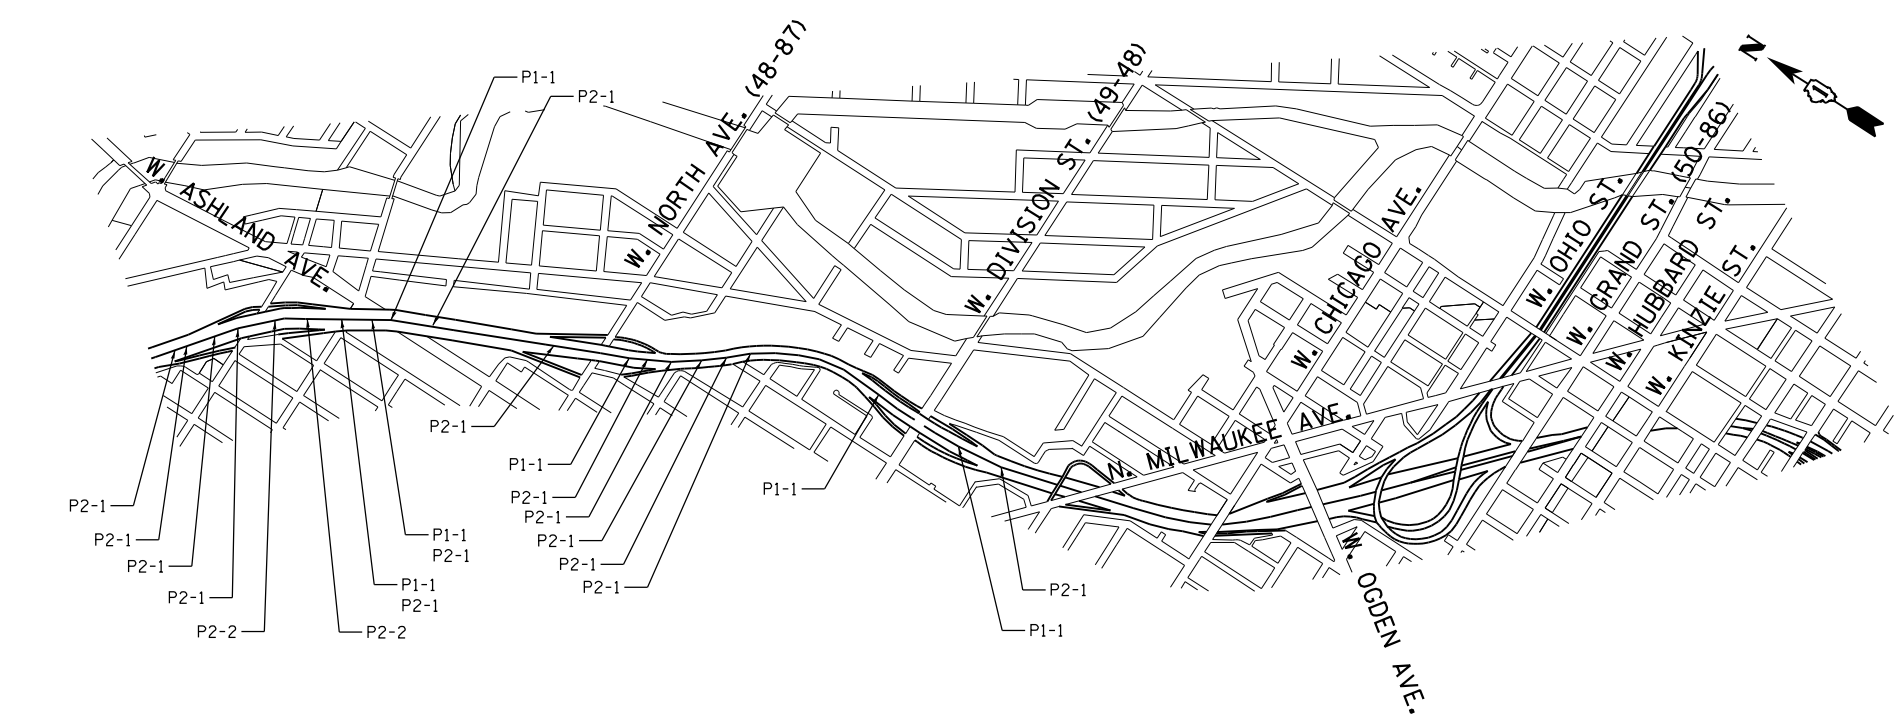 P1-1
P2-1
W. ASHLAND AVE.
W. NORTH AVE. (48-87)
W. DIVISION ST. (49-48)
W. CHICAGO AVE.
W. OHIO ST.
W. GRAND ST. (50-86)
W. HUBBARD ST.
W. KINZIE ST.
N
1
N. MILWAUKEE AVE.
W. OGDEN AVE.
P2-1
P1-1
P2-1
P2-1
P2-1
P2-1
P2-1
P1-1
P2-1
P2-1
P2-1
P2-1
P2-2
P2-2
P1-1
P2-1
P1-1
P2-1
P1-1
P2-1
P1-1